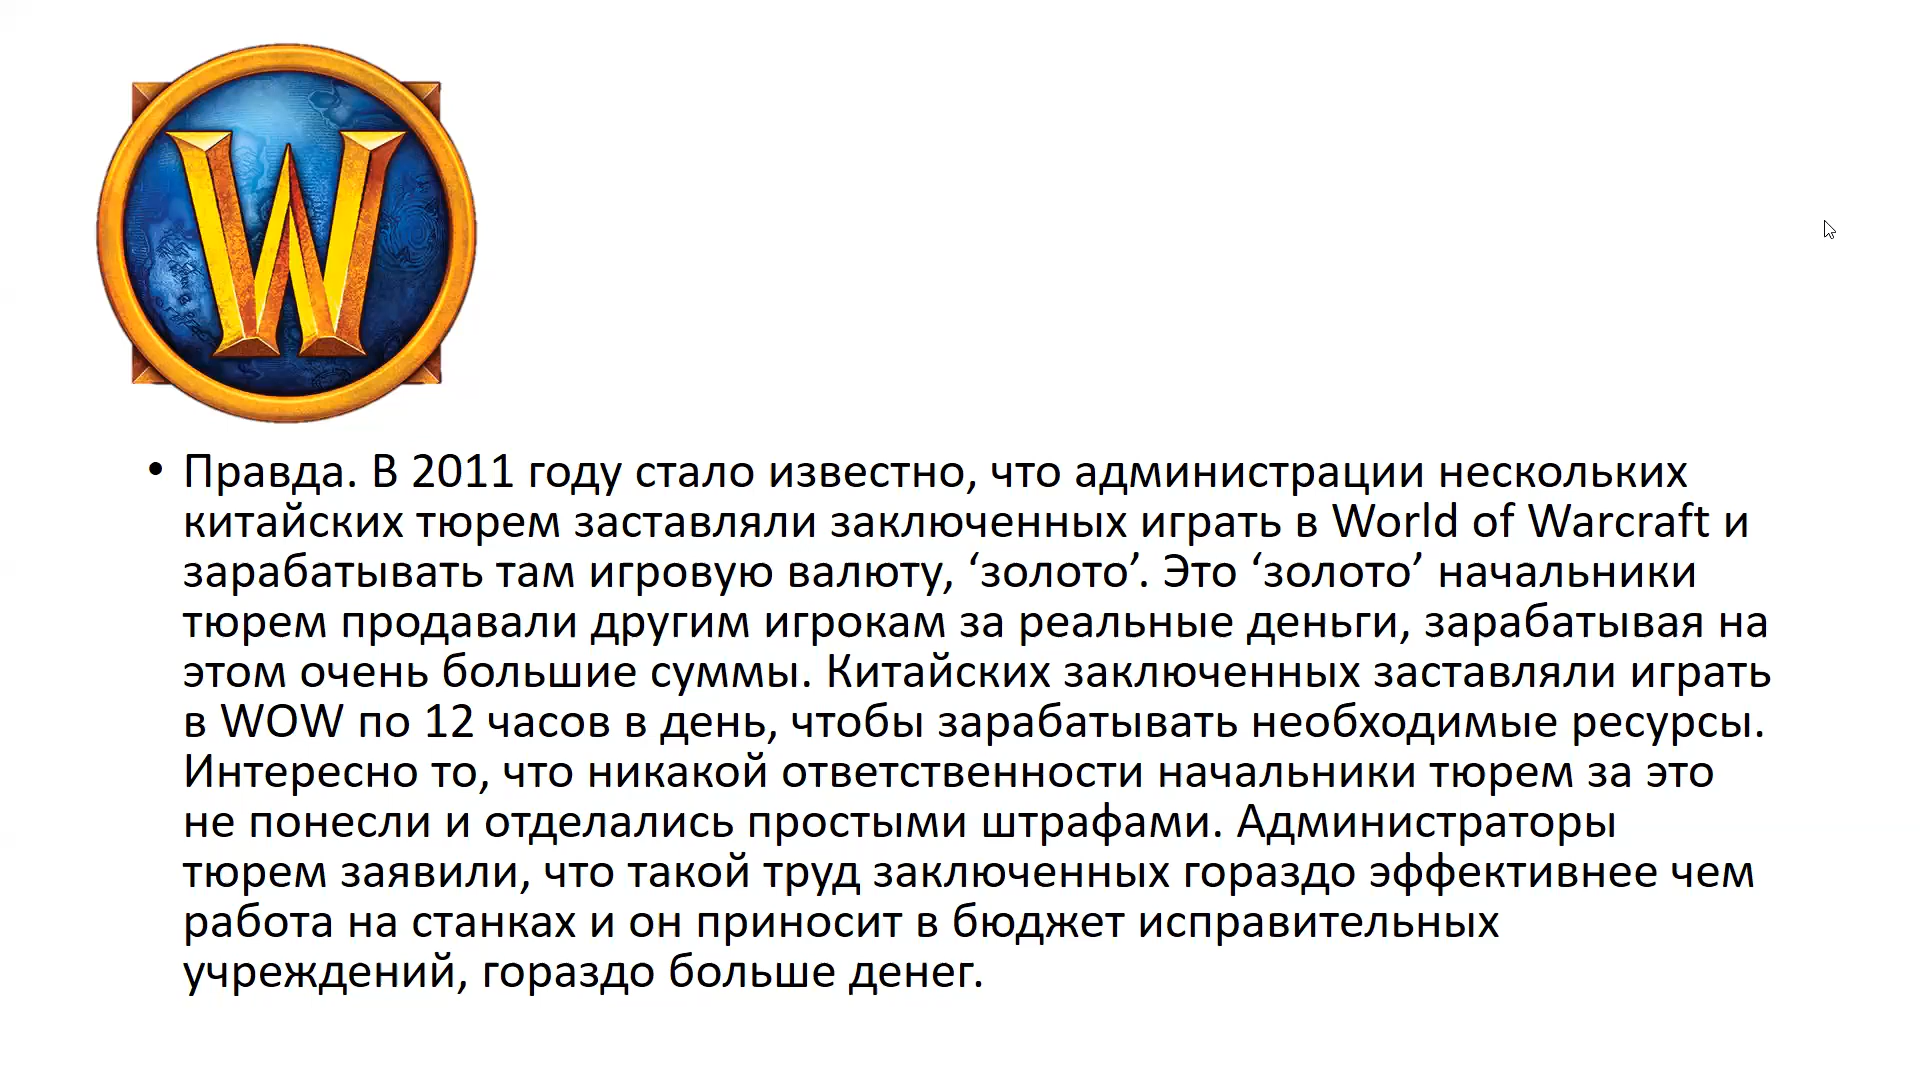 W
• Правда. В 2011 году стало известно, что администрации нескольких
китайских тюрем заставляли заключенных играть в World of Warcraft и
зарабатывать там игровую валюту, ‘золото’. Это ‘золото’ начальники
тюрем продавали другим игрокам за реальные деньги, зарабатывая на
этом очень большие суммы. Китайских заключенных заставляли играть
в WOW по 12 часов в день, чтобы зарабатывать необходимые ресурсы.
Интересно то, что никакой ответственности начальники тюрем за это
не понесли и отделались простыми штрафами. Администраторы
тюрем заявили, что такой труд заключенных гораздо эффективнее чем
работа на станках и он приносит в бюджет исправительных
учреждений, гораздо больше денег.